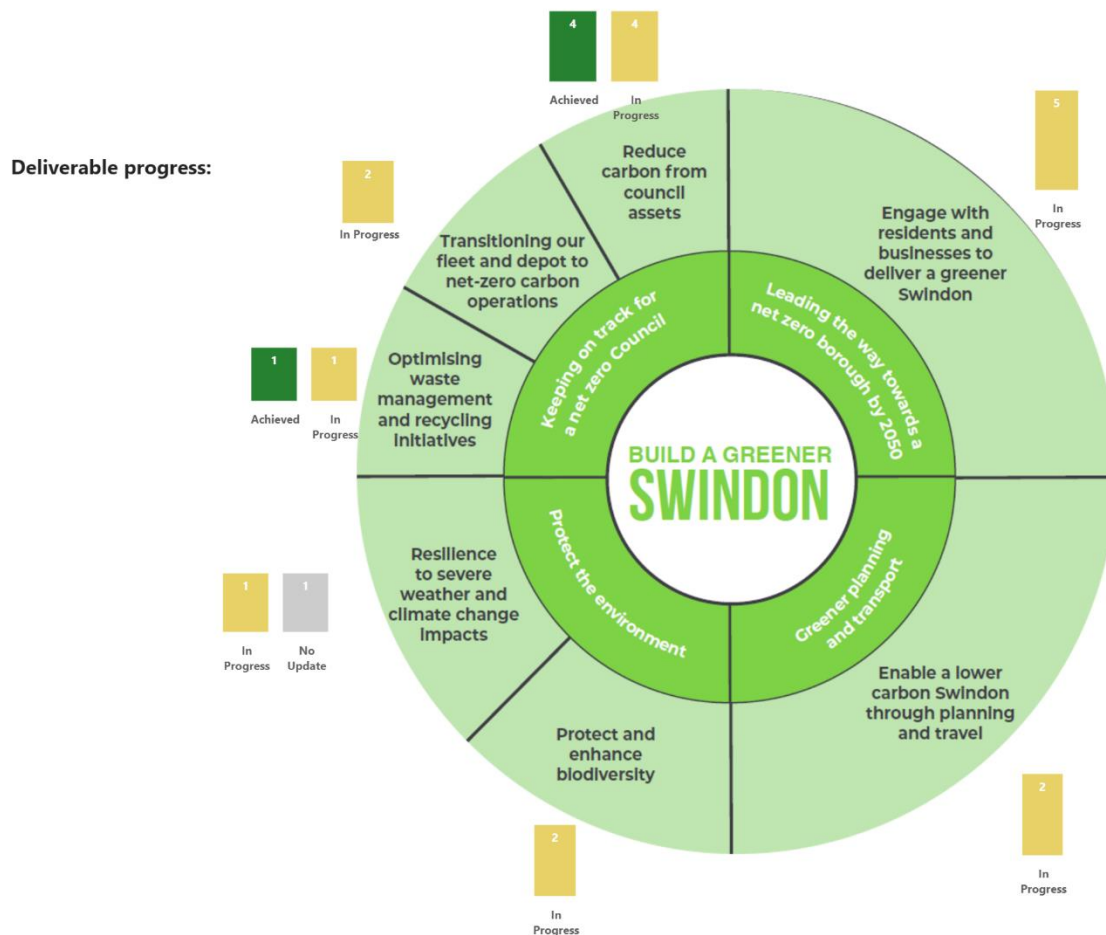 4
4
Achieved
In
Progress
5
In
Progress
Deliverable progress:
2
In Progress
Reduce
carbon from
council
assets
Engage with
residents and
businesses to
deliver a greener
Swindon
Transitioning our
fleet and depot to
net-zero carbon
operations
Keeping on track for
a net zero Council
Leading the way towards a
net zero borough by 2050
1
1
Achieved
In
Progress
Optimising
waste
management
and recycling
initiatives
BUILD A GREENER
SWINDON
Protect the environment
Greener planning
and transport
Resilience
to severe
weather and
climate change
impacts
1
1
In
Progress
No
Update
Enable a lower
carbon Swindon
through planning
and travel
Protect and
enhance
biodiversity
2
In
Progress
2
In
Progress